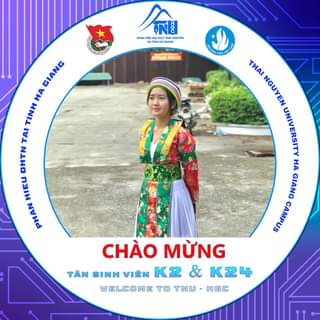 TNU
PHÂN HIỆU ĐHTN TẠI TỈNH HÀ GIANG
THAI NGUYEN UNIVERSITY HA GIANG CAMPUS
CHÀO MỪNG
TÂN SINH VIÊN K2 & K24
WELCOME TO TNU - HGC